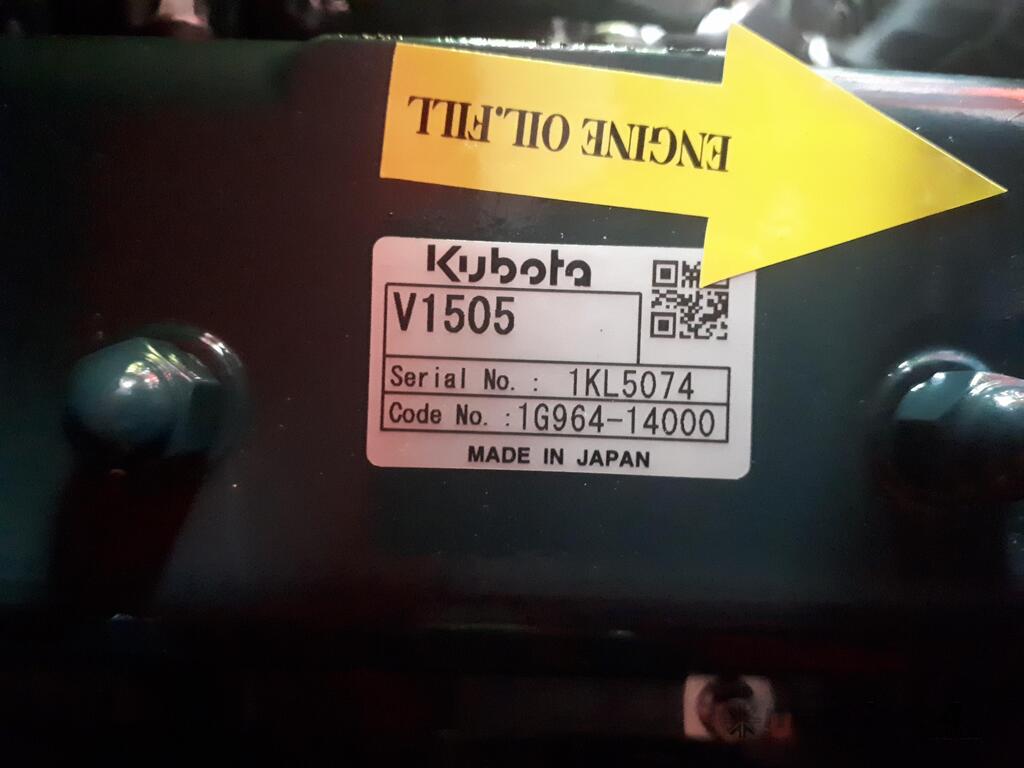 ENGINE OIL.FILL
Kubota
V1505
Serial No. : 1KL5074
Code No. :1G964-14000
MADE IN JAPAN